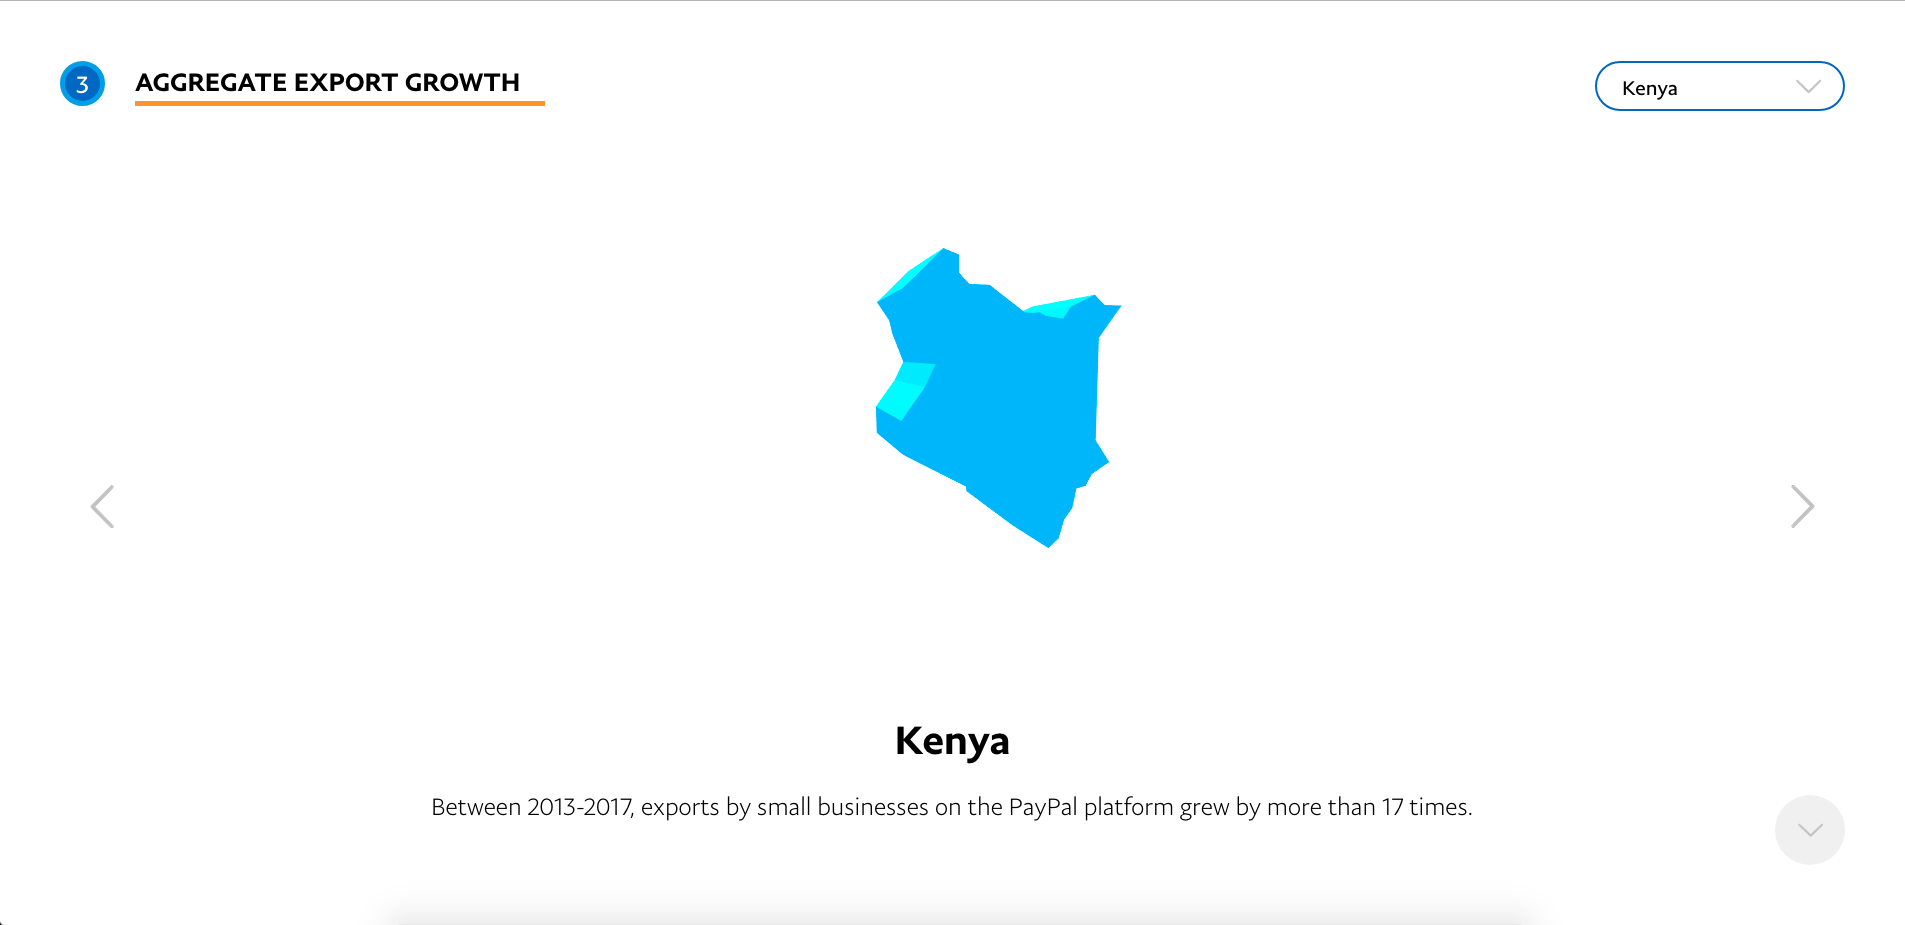 3
AGGREGATE EXPORT GROWTH
Kenya
Kenya
Between 2013-2017, exports by small businesses on the PayPal platform grew by more than 17 times.